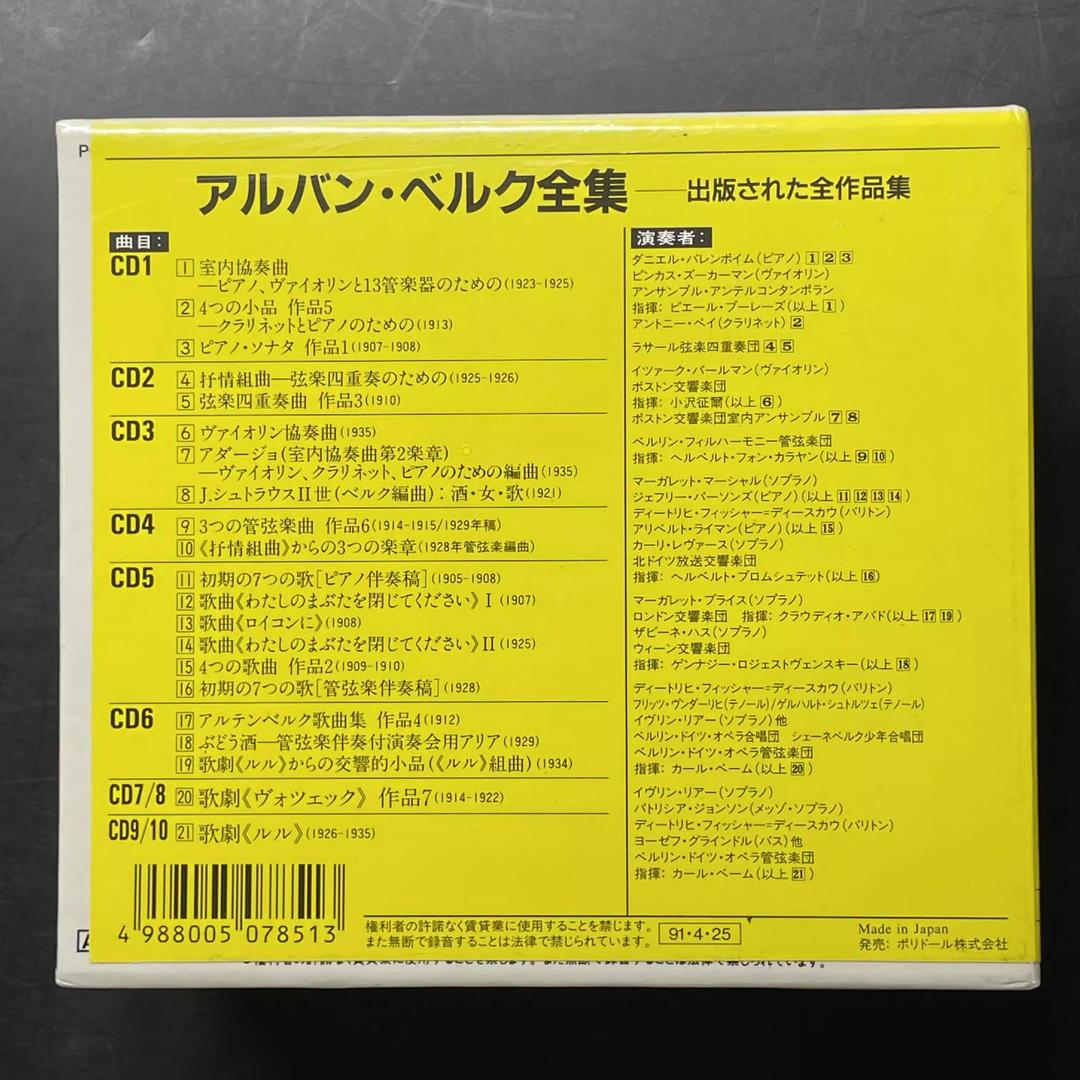 P
アルバン・ベルク全集——出版された全作品集
曲目:
CD1
1 室内協奏曲
—ピアノ、ヴァイオリンと13管楽器のための(1923-1925)
2 4つの小品 作品5
—クラリネットとピアノのための(1913)
3 ピアノ・ソナタ 作品1(1907-1908)
CD2
4 抒情組曲—弦楽四重奏のための(1925-1926)
5 弦楽四重奏曲 作品3(1910)
CD3
6 ヴァイオリン協奏曲(1935)
7 アダージョ(室内協奏曲第2楽章)
—ヴァイオリン、クラリネット、ピアノのための編曲(1935)
8 J.シュトラウスII世(ベルク編曲):酒・女・歌(1921)
CD4
9 3つの管弦楽曲 作品6(1914-1915/1929年稿)
10《抒情組曲》からの3つの楽章(1928年管弦楽編曲)
CD5
11 初期の7つの歌[ピアノ伴奏稿](1905-1908)
12 歌曲《わたしのまぶたを閉じてください》I(1907)
13 歌曲《ロイコンに》(1908)
14 歌曲《わたしのまぶたを閉じてください》II(1925)
15 4つの歌曲 作品2(1909-1910)
16 初期の7つの歌[管弦楽伴奏稿](1928)
CD6
17 アルテンベルク歌曲集 作品4(1912)
18 ぶどう酒—管弦楽伴奏付演奏会用アリア(1929)
19 歌劇《ルル》からの交響的小品(《ルル》組曲)(1934)
CD7/8
20 歌劇《ヴォツェック》 作品7(1914-1922)
CD9/10
21 歌劇《ルル》(1926-1935)
演奏者:
ダニエル・バレンボイム(ピアノ)1 2 3
ピンカス・ズーカーマン(ヴァイオリン)
アンサンブル・アンテルコンタンポラン
指揮:ピエール・ブーレーズ(以上1)
アントニー・ペイ(クラリネット)2
ラサール弦楽四重奏団 4 5
イツァーク・パールマン(ヴァイオリン)
ボストン交響楽団
指揮:小沢征爾(以上6)
ボストン交響楽団室内アンサンブル 7 8
ベルリン・フィルハーモニー管弦楽団
指揮:ヘルベルト・フォン・カラヤン(以上9 10)
マーガレット・マーシャル(ソプラノ)
ジェフリー・パーソンズ(ピアノ)(以上11 12 13 14)
ディートリヒ・フィッシャー=ディースカウ(バリトン)
アリベルト・ライマン(ピアノ)(以上15)
カーリ・レヴァース(ソプラノ)
北ドイツ放送交響楽団
指揮:ヘルベルト・ブロムシュテット(以上16)
マーガレット・プライス(ソプラノ)
ロンドン交響楽団 指揮:クラウディオ・アバド(以上17 19)
ザビーネ・ハス(ソプラノ)
ウィーン交響楽団
指揮:ゲンナジー・ロジェストヴェンスキー(以上18)
ディートリヒ・フィッシャー=ディースカウ(バリトン)
フリッツ・ヴンダーリヒ(テノール)/ゲルハルト・シュトルツェ(テノール)
イヴリン・リアー(ソプラノ)他
ベルリン・ドイツ・オペラ合唱団 シェーネベルク少年合唱団
ベルリン・ドイツ・オペラ管弦楽団
指揮:カール・ベーム(以上20)
イヴリン・リアー(ソプラノ)
パトリシア・ジョンソン(メッゾ・ソプラノ)
ディートリヒ・フィッシャー=ディースカウ(バリトン)
ヨーゼフ・グラインドル(バス)他
ベルリン・ドイツ・オペラ管弦楽団
指揮:カール・ベーム(以上21)
4 988005 078513
権利者の許諾なく賃貸業に使用することを禁じます。
また無断で録音することは法律で禁じられています。
91・4・25
Made in Japan
発売:ポリドール株式会社